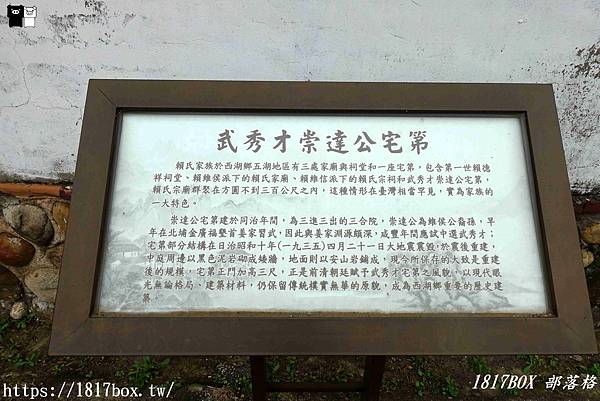 武秀才崇達公宅第
賴氏家族於西湖鄉五湖地區有三處家廟與祠堂和一座宅第，包含第一世賴德
祥祠堂、賴維侯派下的賴氏家廟、賴維信派下的賴氏宗祠和武秀才崇達公宅第，
賴氏宗廟群聚在方圓不到三百公尺之內，這種情形在臺灣相當罕見，實為家族的
一大特色。
崇達公宅第建於同治年間，為三進三出的三合院，崇達公為維侯公裔孫，早
年在北埔金廣福墾首姜家習武，因此與姜家淵源頗深，咸豐年間應試中選武秀才；
宅第部分結構在日治昭和十年(一九三五)四月二十一日大地震震毀，於震後重建，
中庭周邊以黑色泥岩砌成矮牆，地面則以安山岩鋪成，現今所保存的大致是重建
後的規模，宅第正門加高三尺，正是前清朝廷賦于武秀才宅第之風貌，以現代眼
光無論格局、建築材料，仍保留傳統樸實無華的原貌，成為西湖鄉重要的歷史建
築。
https://1817box.tw/
1817BOX 部落格